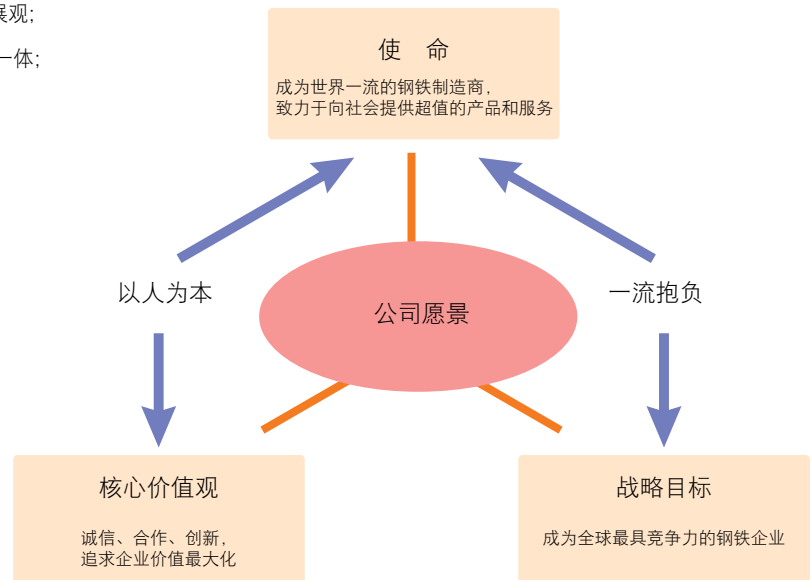 展观;
一体;
使 命
成为世界一流的钢铁制造商，
致力于向社会提供超值的产品和服务
以人为本
一流抱负
公司愿景
核心价值观
诚信、合作、创新，
追求企业价值最大化
战略目标
成为全球最具竞争力的钢铁企业